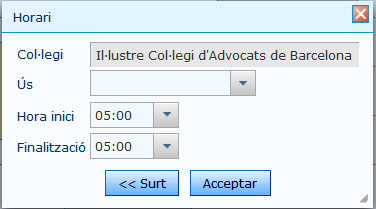 Horari
Col·legi Il·lustre Col·legi d'Advocats de Barcelona
Ús
Hora inici 05:00
Finalització 05:00
<< Surt Acceptar